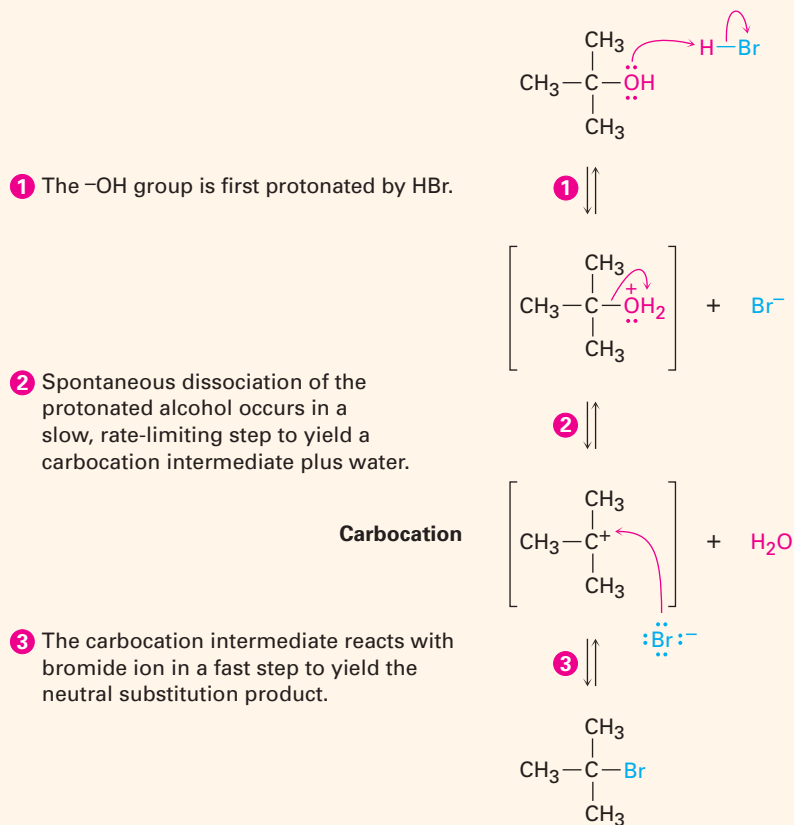 CH₃
H—Br
CH₃—C—ÖH
CH₃
1 The –OH group is first protonated by HBr.
1
CH₃
+
CH₃—C—OH₂ + Br⁻
CH₃
2 Spontaneous dissociation of the
protonated alcohol occurs in a
slow, rate-limiting step to yield a
carbocation intermediate plus water.
2
CH₃
Carbocation
CH₃—C⁺ + H₂O
CH₃
3 The carbocation intermediate reacts with
bromide ion in a fast step to yield the
neutral substitution product.
:Br:⁻
3
CH₃
CH₃—C—Br
CH₃